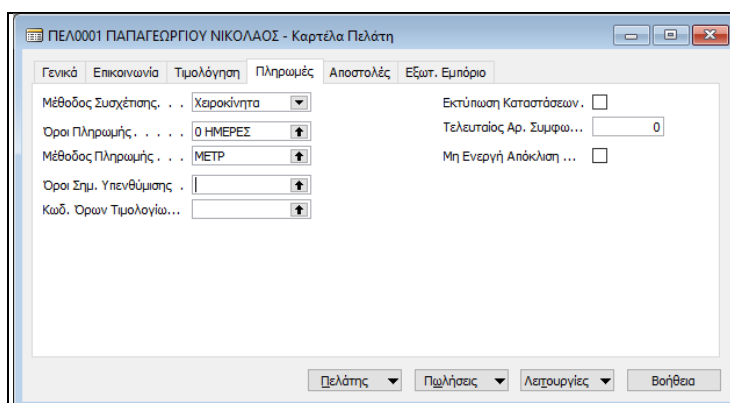 ΠΕΛ0001 ΠΑΠΑΓΕΩΡΓΙΟΥ ΝΙΚΟΛΑΟΣ - Καρτέλα Πελάτη
Γενικά Επικοινωνία Τιμολόγηση Πληρωμές Αποστολές Εξωτ. Εμπόριο
Μέθοδος Συσχέτισης. . . Χειροκίνητα Εκτύπωση Καταστάσεων .
Όροι Πληρωμής . . . . . 0 ΗΜΕΡΕΣ Τελευταίος Αρ. Συμφω... 0
Μέθοδος Πληρωμής . . . ΜΕΤΡ Μη Ενεργή Απόκλιση ...
Όροι Σημ. Υπενθύμισης .
Κωδ. Όρων Τιμολογίω...
Πελάτης Πωλήσεις Λειτουργίες Βοήθεια